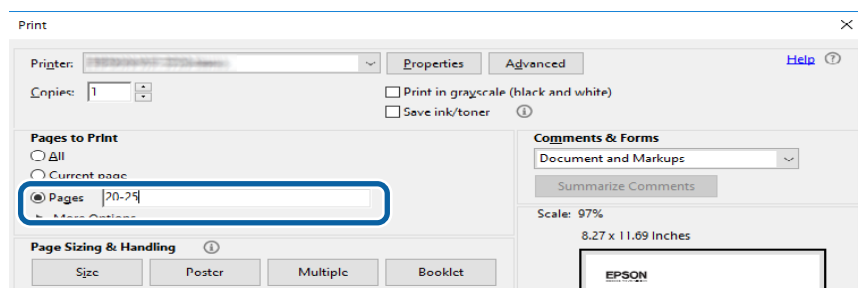 Print
Printer: Properties Advanced Help
Copies: 1 Print in grayscale (black and white)
Save ink/toner
Pages to Print
All
Current page
Pages 20-25
More Options
Comments & Forms
Document and Markups
Summarize Comments
Scale: 97%
8.27 x 11.69 Inches
Page Sizing & Handling
Size Poster Multiple Booklet
EPSON